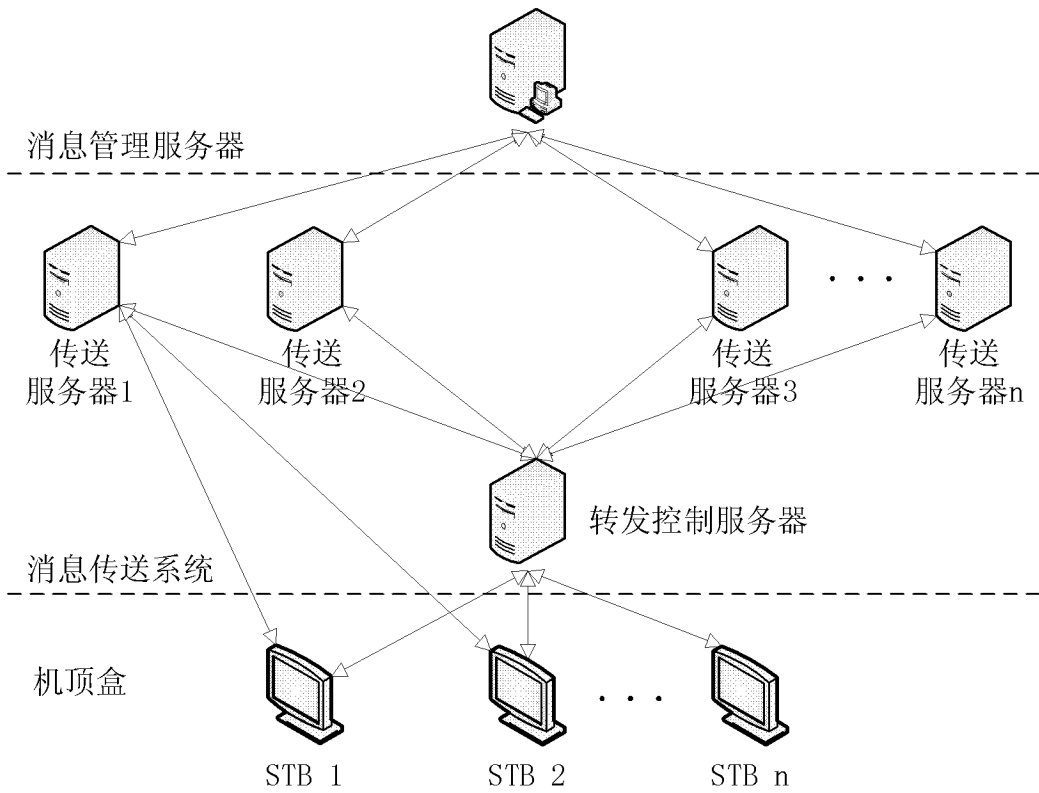 消息管理服务器
传送
服务器1
传送
服务器2
传送
服务器3
· · ·
传送
服务器n
转发控制服务器
消息传送系统
机顶盒
· · ·
STB 1
STB 2
STB n